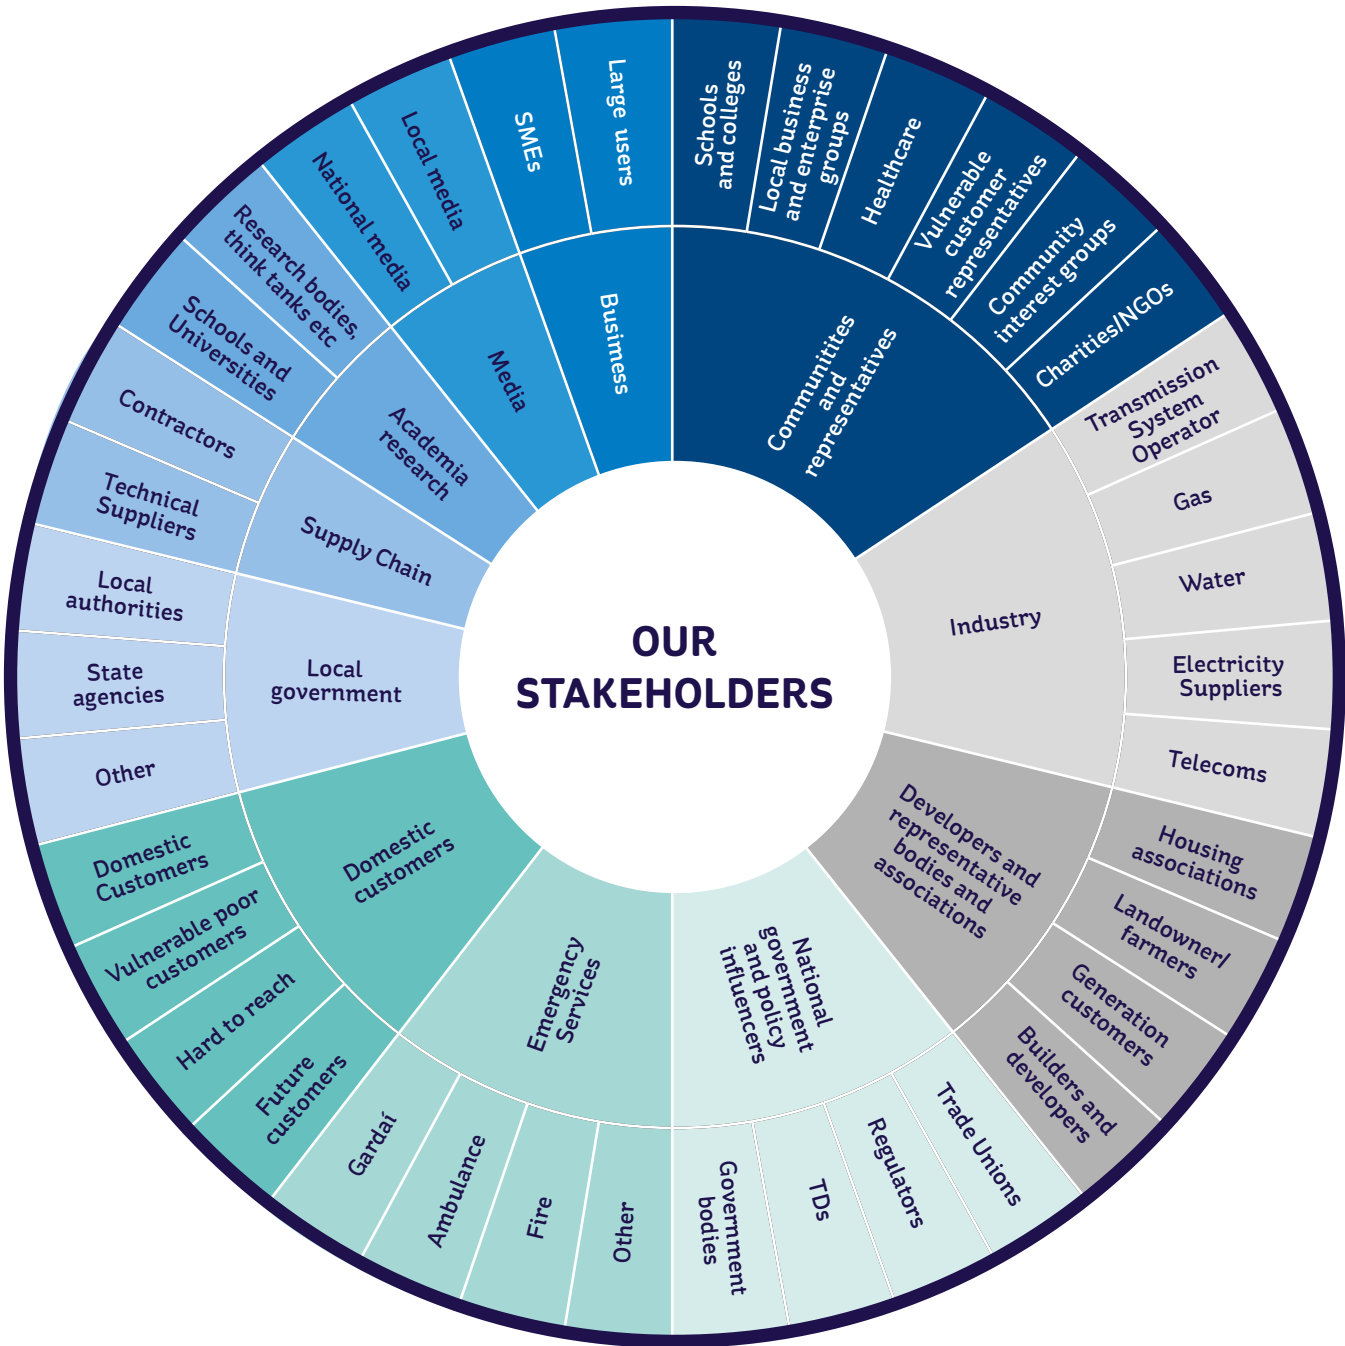 OUR
STAKEHOLDERS
Communitites
and
representatives
Schools
and colleges
Local business
and enterprise
groups
Healthcare
Vulnerable
customer
representatives
Community
interest groups
Charities/NGOs
Industry
Transmission
System
Operator
Gas
Water
Electricity
Suppliers
Telecoms
Developers and
representative
bodies and
associations
Housing
associations
Landowner/
farmers
Generation
customers
Builders and
developers
National
government
and policy
influencers
Trade Unions
Regulators
TDs
Government
bodies
Emergency
Services
Other
Fire
Ambulance
Gardaí
Domestic
customers
Future
customers
Hard to reach
Vulnerable poor
customers
Domestic
Customers
Local
government
Other
State
agencies
Local
authorities
Supply Chain
Technical
Suppliers
Contractors
Academia
research
Schools and
Universities
Research bodies,
think tanks etc
Media
National media
Local media
Busimess
SMEs
Large users